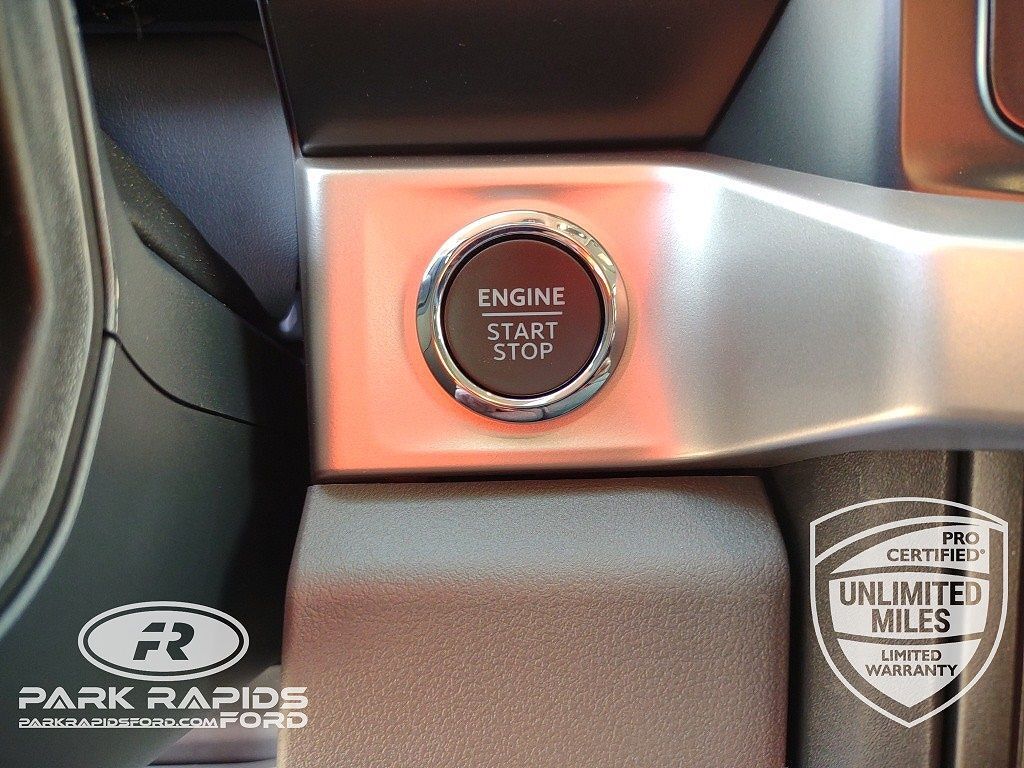 ENGINE
START
STOP
PRO
CERTIFIED®
UNLIMITED
MILES
LIMITED
WARRANTY
FR
PARK RAPIDS
PARKRAPIDSFORD.COM FORD